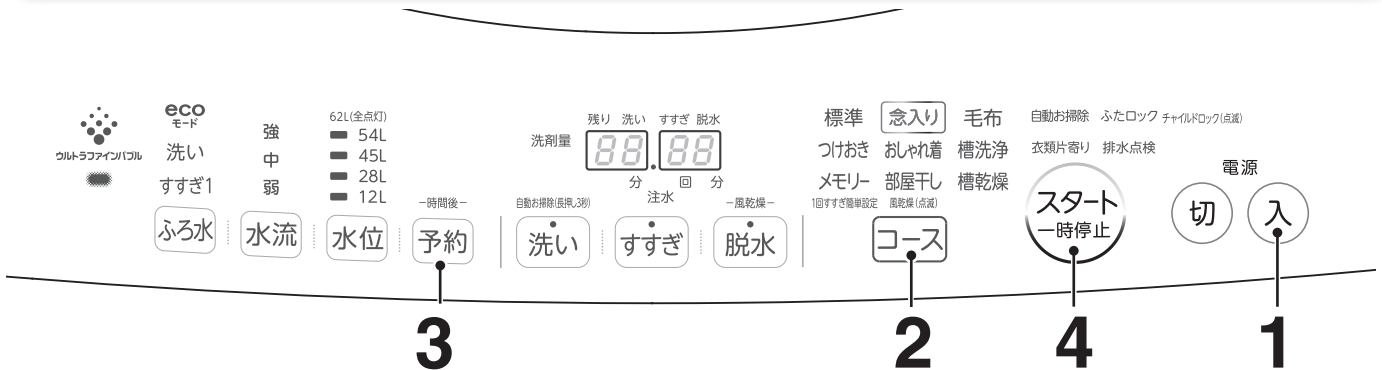 ウルトラファインバブル
eco
モード
洗い
すすぎ1
ふろ水
強
中
弱
水流
62L(全点灯)
54L
45L
28L
12L
水位
−時間後−
予約
洗剤量
残り 洗い すすぎ 脱水
88.88
分 回 分
注水
自動お掃除(長押し3秒)
洗い
すすぎ
−風乾燥−
脱水
標準 念入り 毛布
つけおき おしゃれ着 槽洗浄
メモリー 部屋干し 槽乾燥
1回すすぎ簡単設定 風乾燥(点滅)
コース
自動お掃除 ふたロック チャイルドロック(点滅)
衣類片寄り 排水点検
スタート
一時停止
電源
切 入
3 2 4 1